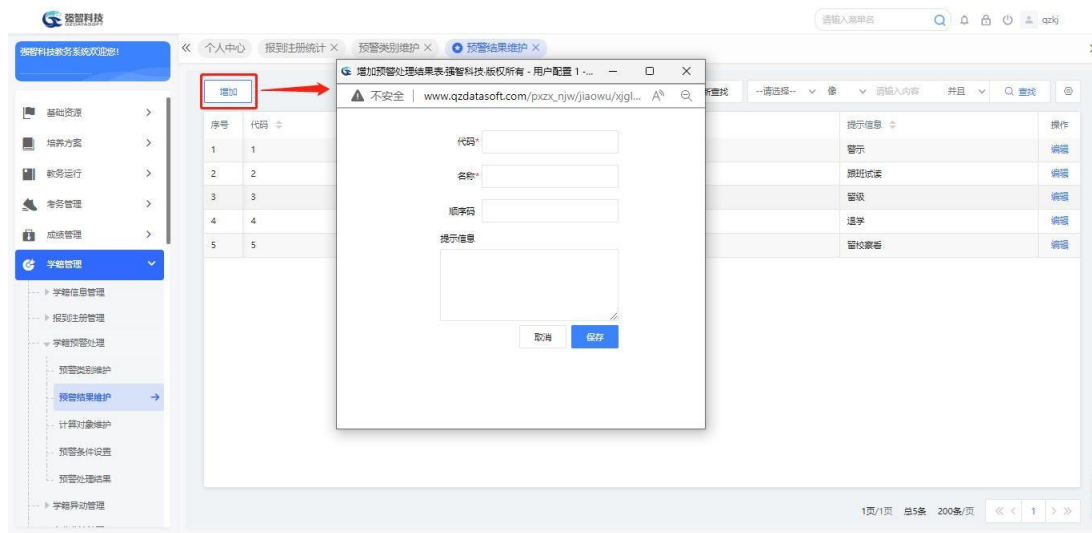 强智科技
QZDATASOFT
请输入菜单名
qzkj
强智科技教务系统欢迎您!
个人中心 报到注册统计 × 预警类别维护 × 预警结果维护 ×
增加
增加预警处理结果表-强智科技-版权所有 - 用户配置 1 -...
不安全 | www.qzdatasoft.com/pxzx_njw/jiaowu/xjgl...
查找 --请选择-- 像 请输入内容 并且 查找
序号 代码 提示信息 操作
1 1 警示 编辑
2 2 跟班试读 编辑
3 3 留级 编辑
4 4 退学 编辑
5 5 留校察看 编辑
代码*
名称*
顺序码
提示信息
取消 保存
基础资源
培养方案
教务运行
考务管理
成绩管理
学籍管理
学籍信息管理
报到注册管理
学籍预警处理
预警类别维护
预警结果维护
计算对象维护
预警条件设置
预警处理结果
学籍异动管理
1页/1页 总5条 200条/页 1